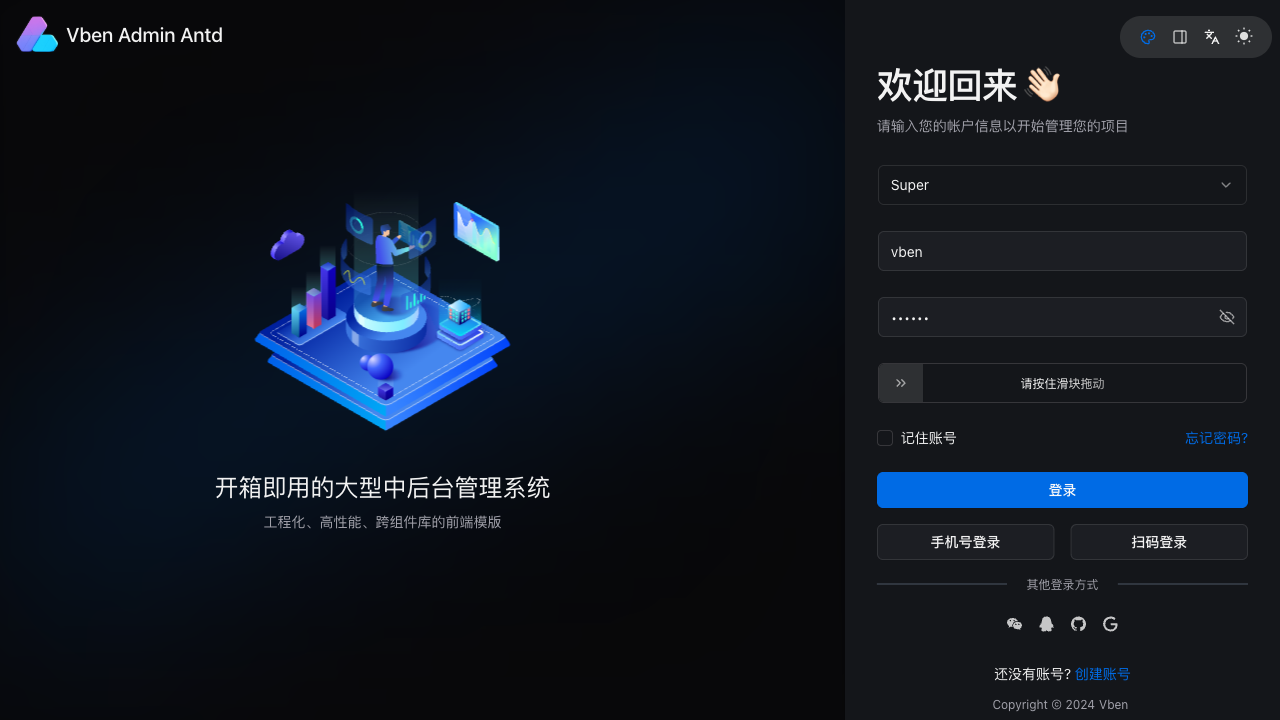 Vben Admin Antd
开箱即用的大型中后台管理系统
工程化、高性能、跨组件库的前端模版
欢迎回来 👋🏻
请输入您的帐户信息以开始管理您的项目
Super
vben
••••••
请按住滑块拖动
记住账号 忘记密码?
登录
手机号登录 扫码登录
其他登录方式
还没有账号? 创建账号
Copyright © 2024 Vben